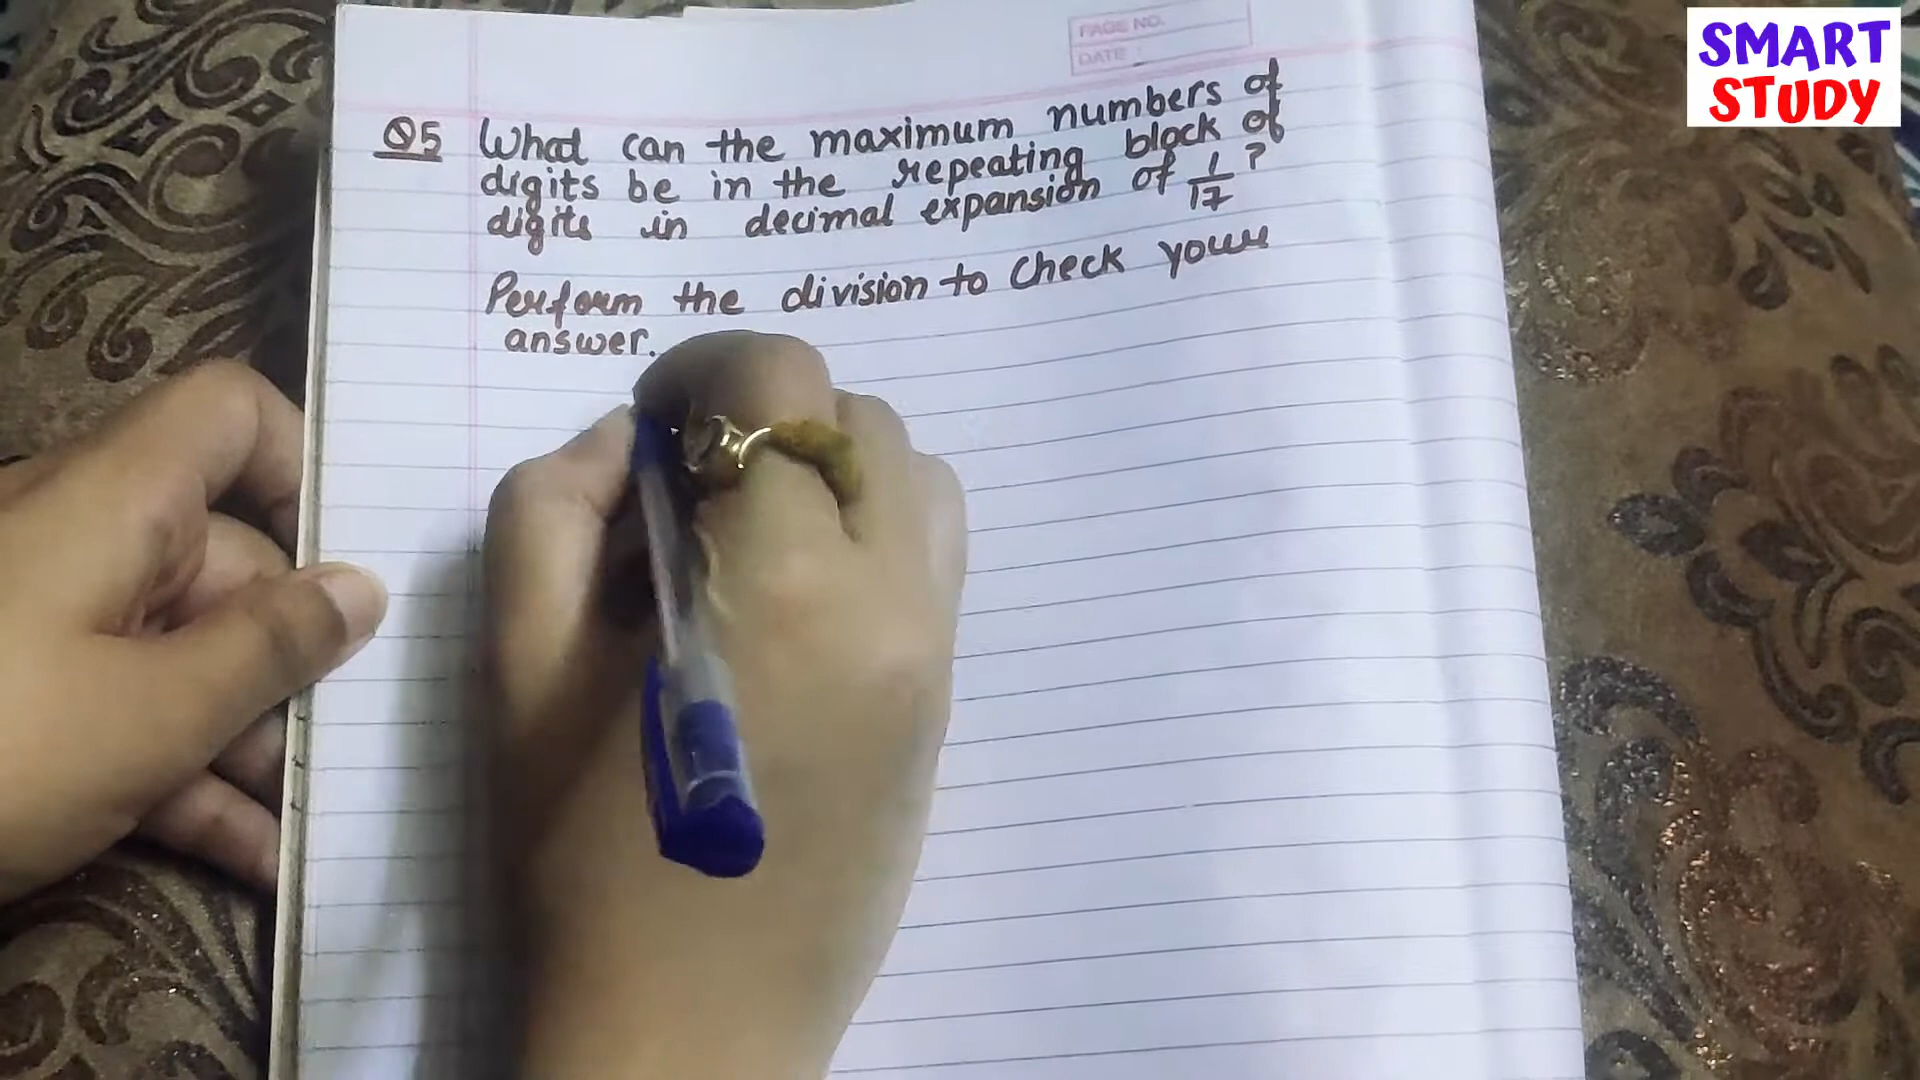 SMART
STUDY
PAGE NO.
DATE :
Q5 What can the maximum numbers of
digits be in the repeating block of
digits in decimal expansion of 1/17 ?
Perform the division to check your
answer.